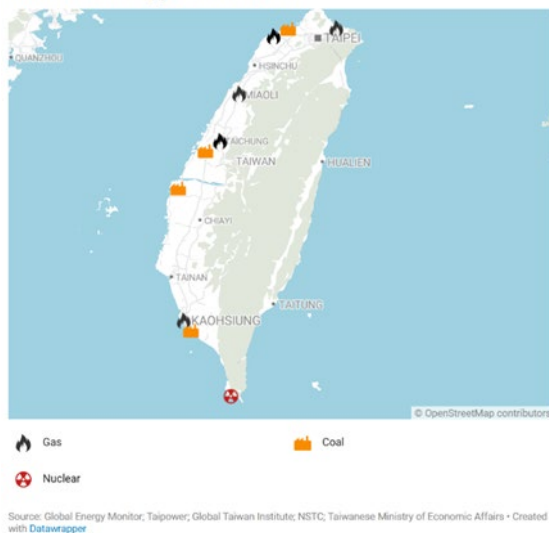 QUANZHOU
TAIPEI
HSINCHU
MIAOLI
TAICHUNG
TAIWAN
HUALIEN
CHIAYI
TAINAN
TAITUNG
KAOHSIUNG
© OpenStreetMap contributors
Gas
Coal
Nuclear
Source: Global Energy Monitor; Taipower; Global Taiwan Institute; NSTC; Taiwanese Ministry of Economic Affairs • Created
with Datawrapper